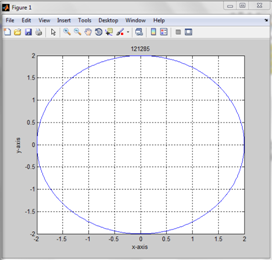 Figure 1
File Edit View Insert Tools Desktop Window Help
121285
2
1.5
1
0.5
0
-0.5
-1
-1.5
-2
y-axis
-2 -1.5 -1 -0.5 0 0.5 1 1.5 2
x-axis